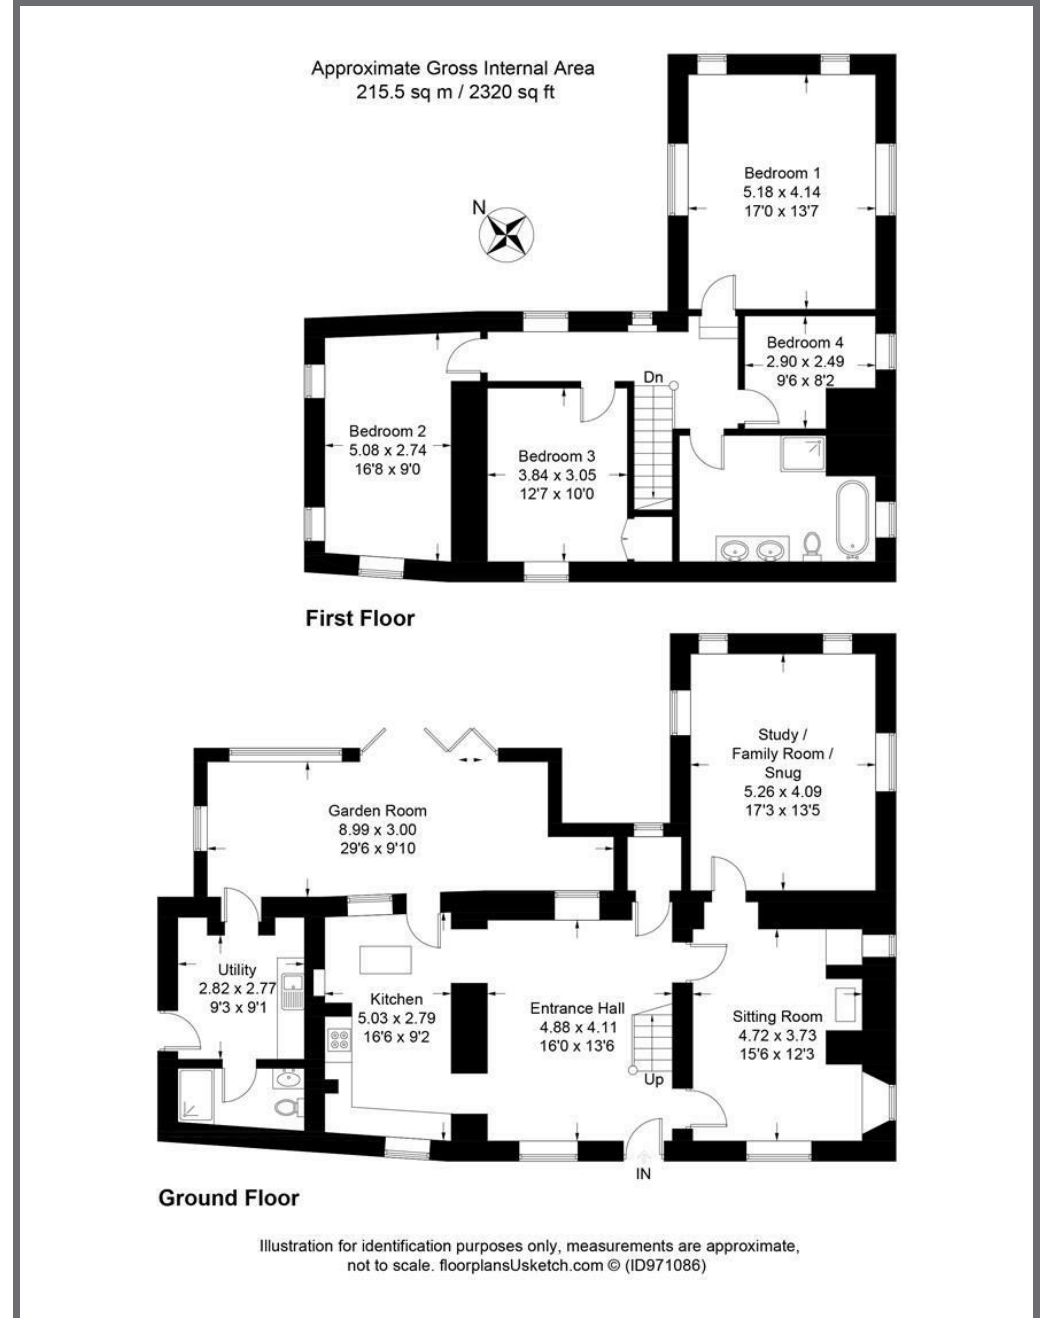 Approximate Gross Internal Area
215.5 sq m / 2320 sq ft
N
Bedroom 1
5.18 x 4.14
17'0 x 13'7
Bedroom 4
2.90 x 2.49
9'6 x 8'2
Dn
Bedroom 2
5.08 x 2.74
16'8 x 9'0
Bedroom 3
3.84 x 3.05
12'7 x 10'0
First Floor
Study /
Family Room /
Snug
5.26 x 4.09
17'3 x 13'5
Garden Room
8.99 x 3.00
29'6 x 9'10
Utility
2.82 x 2.77
9'3 x 9'1
Kitchen
5.03 x 2.79
16'6 x 9'2
Entrance Hall
4.88 x 4.11
16'0 x 13'6
Sitting Room
4.72 x 3.73
15'6 x 12'3
Up
IN
Ground Floor
Illustration for identification purposes only, measurements are approximate,
not to scale. floorplansUsketch.com © (ID971086)